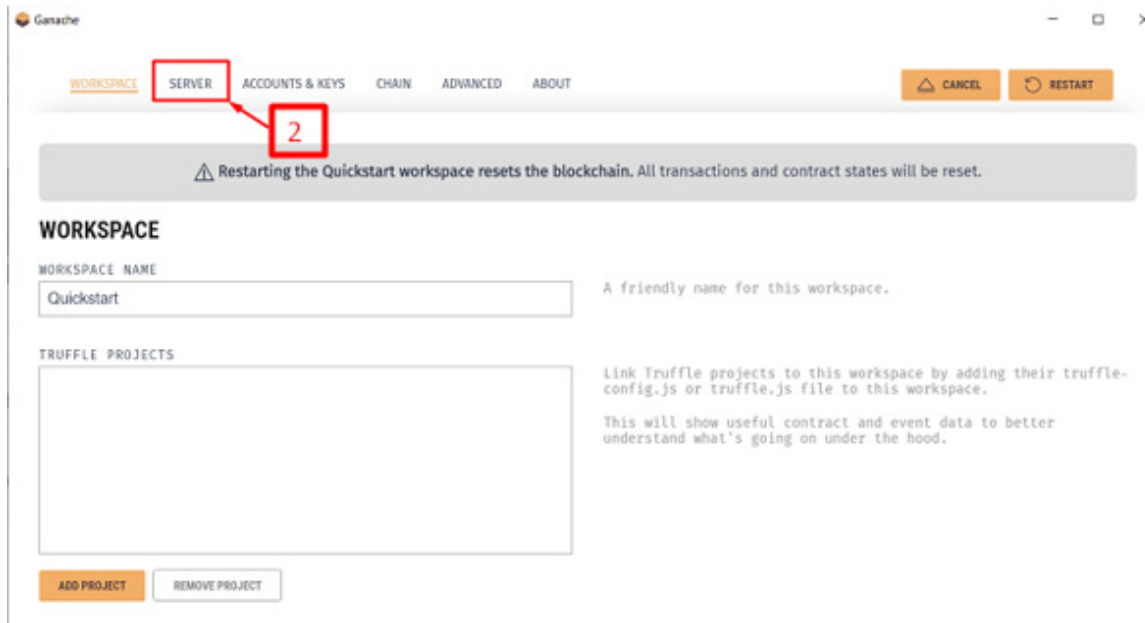 Ganache
WORKSPACE SERVER ACCOUNTS & KEYS CHAIN ADVANCED ABOUT CANCEL RESTART
2
Restarting the Quickstart workspace resets the blockchain. All transactions and contract states will be reset.
WORKSPACE
WORKSPACE NAME
Quickstart
A friendly name for this workspace.
TRUFFLE PROJECTS
Link Truffle projects to this workspace by adding their truffle-
config.js or truffle.js file to this workspace.
This will show useful contract and event data to better
understand what's going on under the hood.
ADD PROJECT REMOVE PROJECT